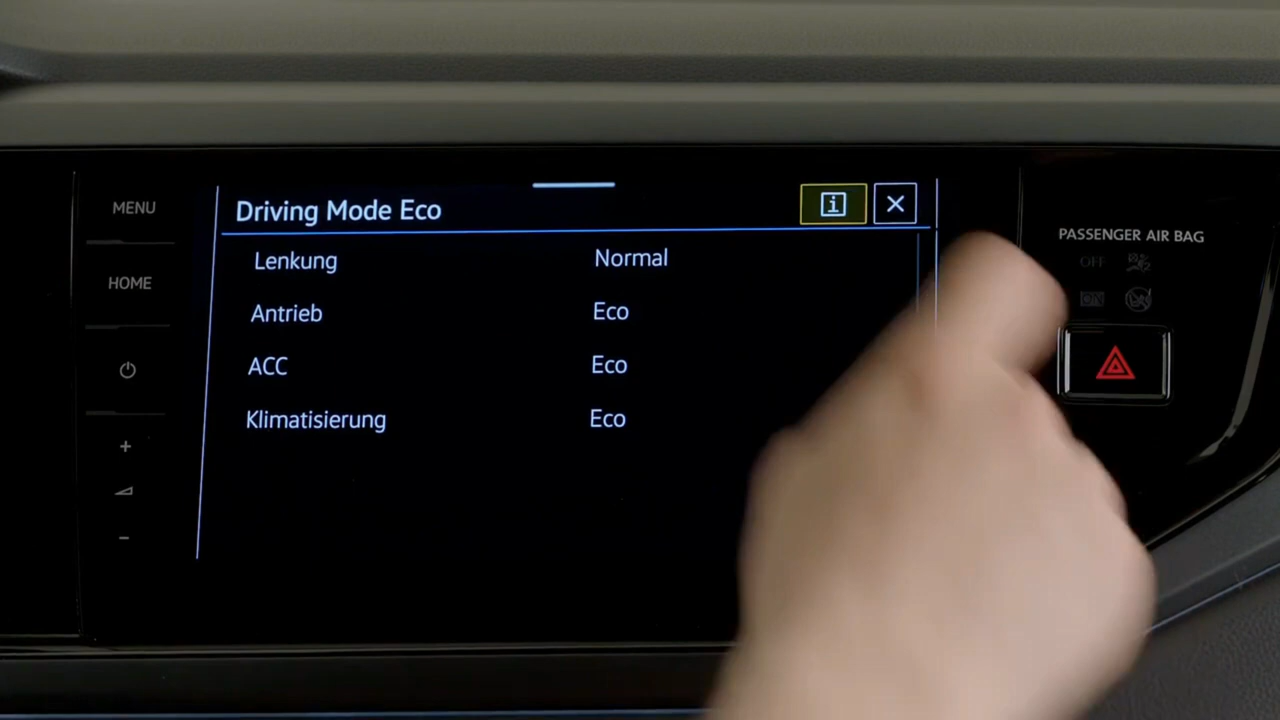 MENU
HOME
+
-
Driving Mode Eco
i
X
Lenkung Normal
Antrieb Eco
ACC Eco
Klimatisierung Eco
PASSENGER AIR BAG
OFF
ON